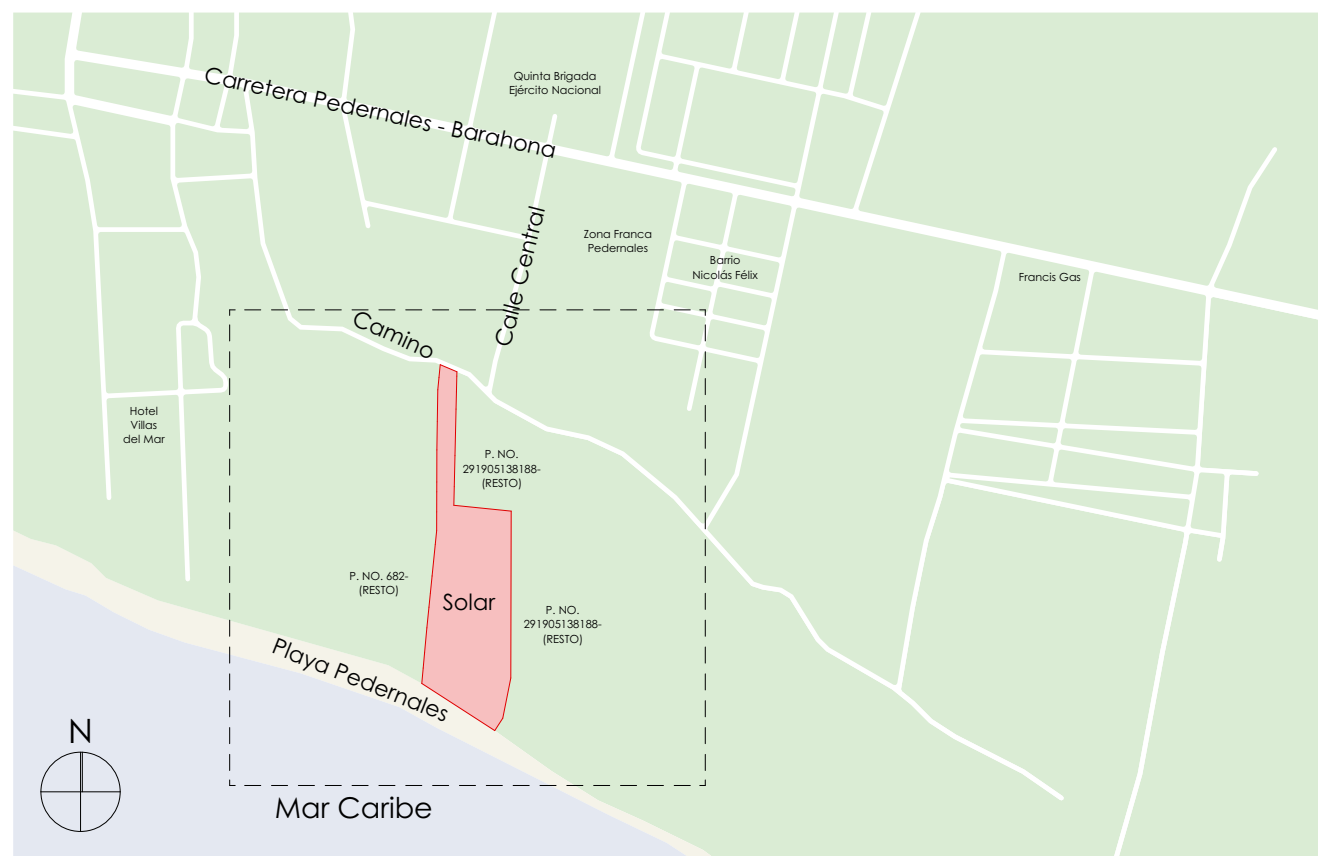 Quinta Brigada
Ejército Nacional
Carretera Pedernales - Barahona
Calle Central
Zona Franca
Pedernales
Barrio
Nicolás Félix
Francis Gas
Camino
Hotel
Villas
del Mar
P. NO.
291905138188-
(RESTO)
P. NO. 682-
(RESTO)
Solar
P. NO.
291905138188-
(RESTO)
Playa Pedernales
N
Mar Caribe